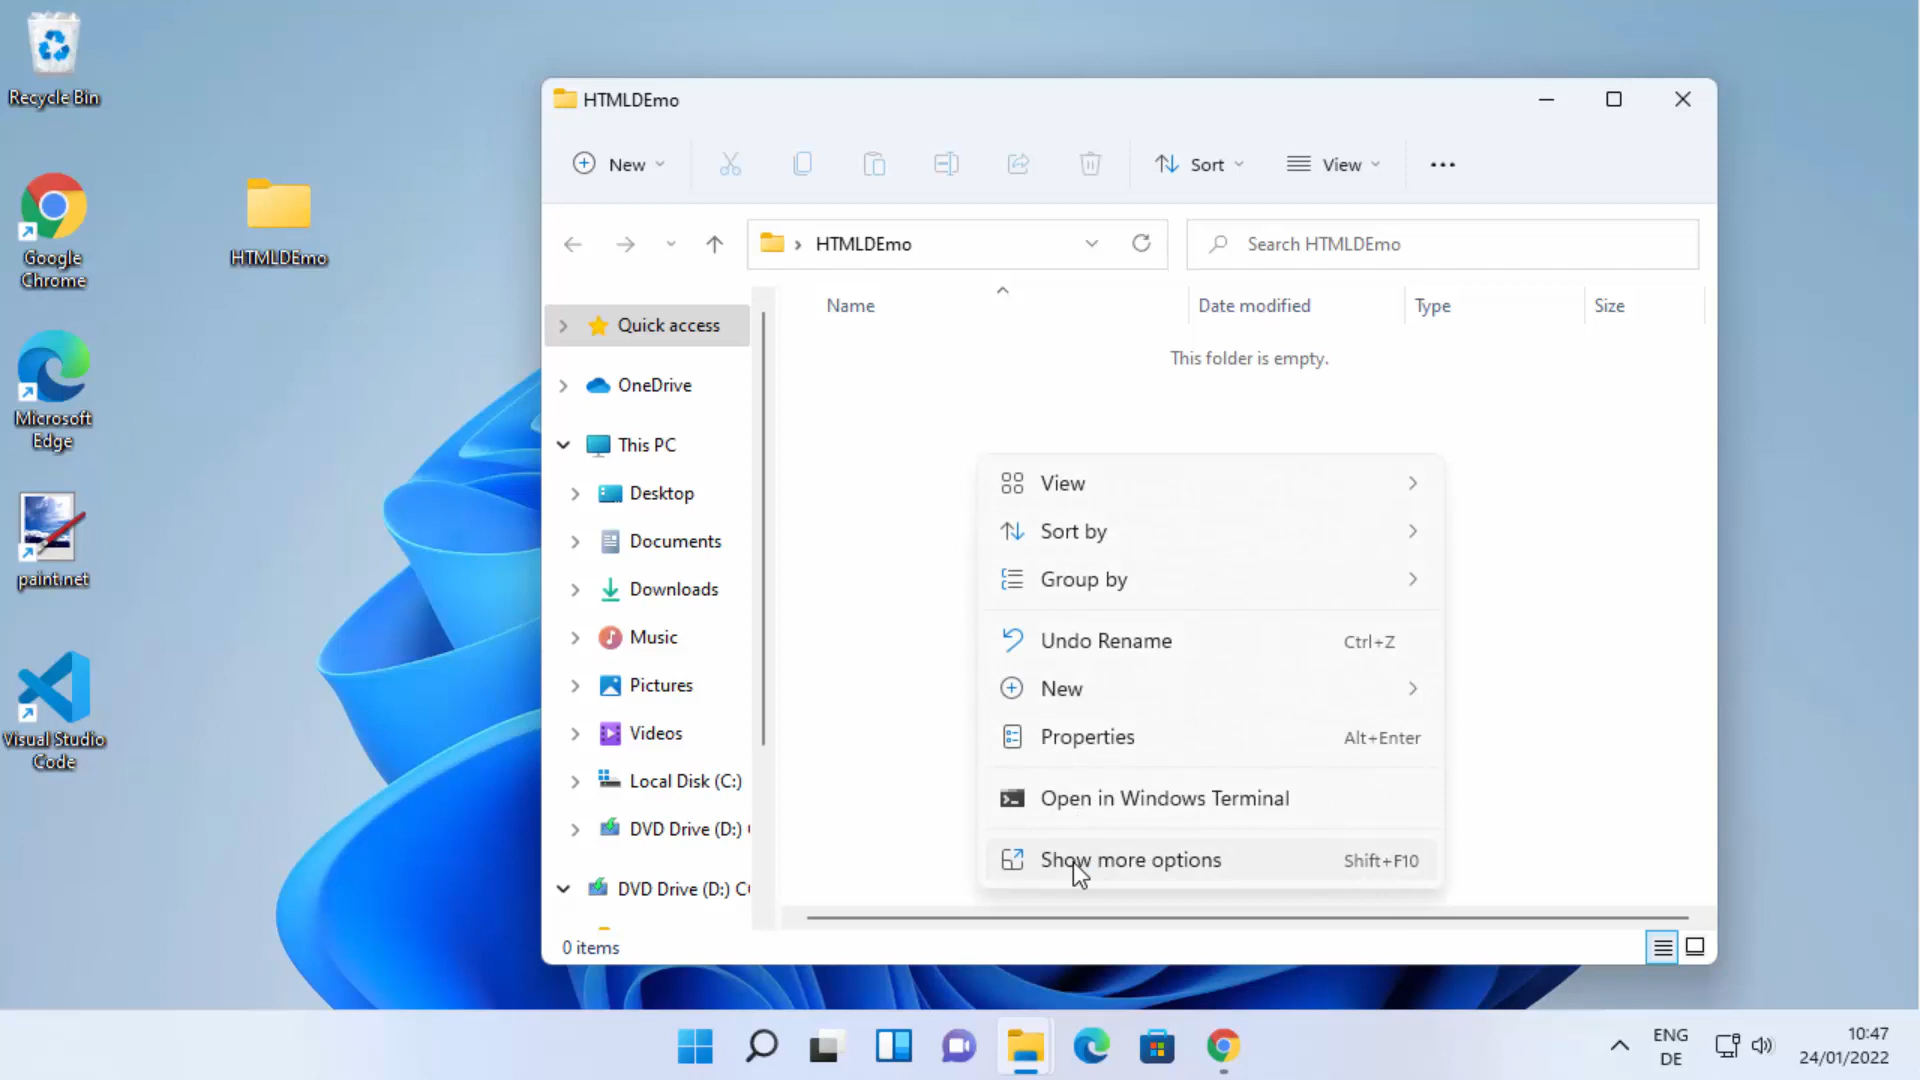 Recycle Bin
Google
Chrome
HTMLDEmo
Microsoft
Edge
paint.net
Visual Studio
Code
HTMLDEmo
New
Sort
View
HTMLDEmo
Search HTMLDEmo
Name
Date modified
Type
Size
This folder is empty.
Quick access
OneDrive
This PC
Desktop
Documents
Downloads
Music
Pictures
Videos
Local Disk (C:)
DVD Drive (D:)
DVD Drive (D:)
View
Sort by
Group by
Undo Rename Ctrl+Z
New
Properties Alt+Enter
Open in Windows Terminal
Show more options Shift+F10
0 items
ENG
DE
10:47
24/01/2022